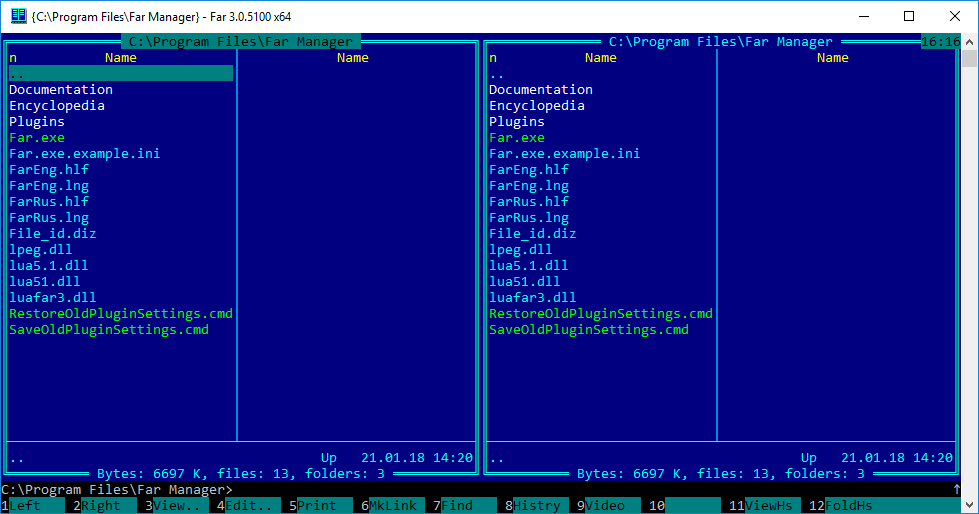 {C:\Program Files\Far Manager} - Far 3.0.5100 x64
C:\Program Files\Far Manager
n Name Name
..
Documentation
Encyclopedia
Plugins
Far.exe
Far.exe.example.ini
FarEng.hlf
FarEng.lng
FarRus.hlf
FarRus.lng
File_id.diz
lpeg.dll
lua5.1.dll
lua51.dll
luafar3.dll
RestoreOldPluginSettings.cmd
SaveOldPluginSettings.cmd
.. Up 21.01.18 14:20
Bytes: 6697 K, files: 13, folders: 3
C:\Program Files\Far Manager 16:16
n Name Name
..
Documentation
Encyclopedia
Plugins
Far.exe
Far.exe.example.ini
FarEng.hlf
FarEng.lng
FarRus.hlf
FarRus.lng
File_id.diz
lpeg.dll
lua5.1.dll
lua51.dll
luafar3.dll
RestoreOldPluginSettings.cmd
SaveOldPluginSettings.cmd
.. Up 21.01.18 14:20
Bytes: 6697 K, files: 13, folders: 3
C:\Program Files\Far Manager> ↑
1Left 2Right 3View.. 4Edit.. 5Print 6MkLink 7Find 8Histry 9Video 10 11ViewHs 12FoldHs